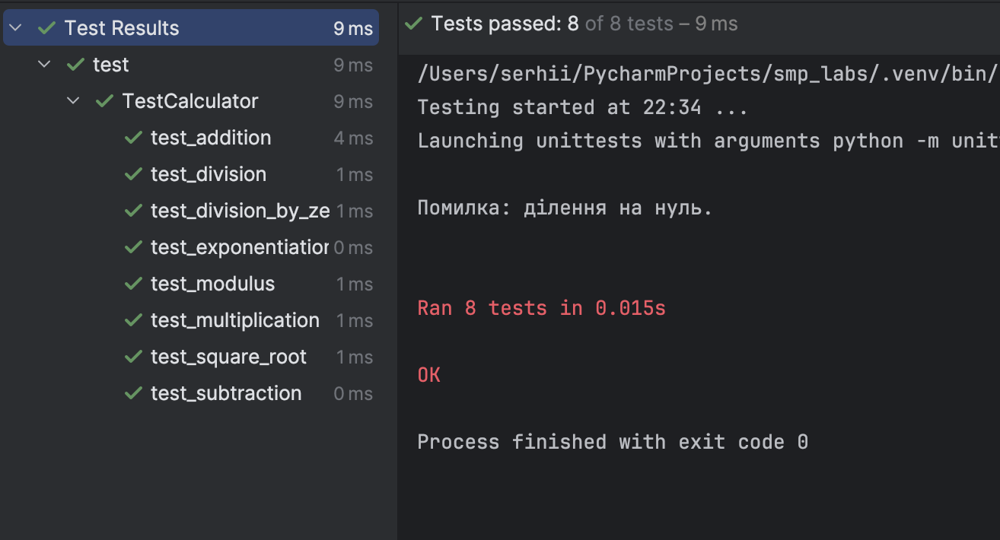 Test Results 9 ms
test 9 ms
TestCalculator 9 ms
test_addition 4 ms
test_division 1 ms
test_division_by_ze 1 ms
test_exponentiation 0 ms
test_modulus 1 ms
test_multiplication 1 ms
test_square_root 1 ms
test_subtraction 0 ms
Tests passed: 8 of 8 tests – 9 ms
/Users/serhii/PycharmProjects/smp_labs/.venv/bin/
Testing started at 22:34 ...
Launching unittests with arguments python -m unit
Помилка: ділення на нуль.
Ran 8 tests in 0.015s
OK
Process finished with exit code 0